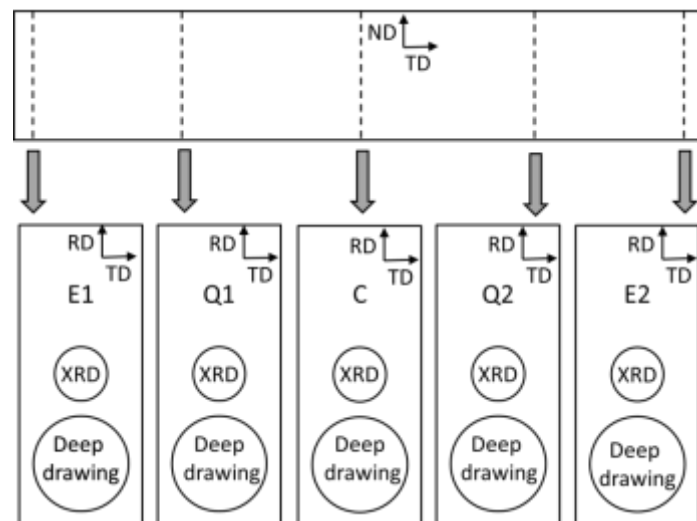 ND
TD
RD RD RD RD RD
TD TD TD TD TD
E1 Q1 C Q2 E2
XRD XRD XRD XRD XRD
Deep Deep Deep Deep Deep
drawing drawing drawing drawing drawing